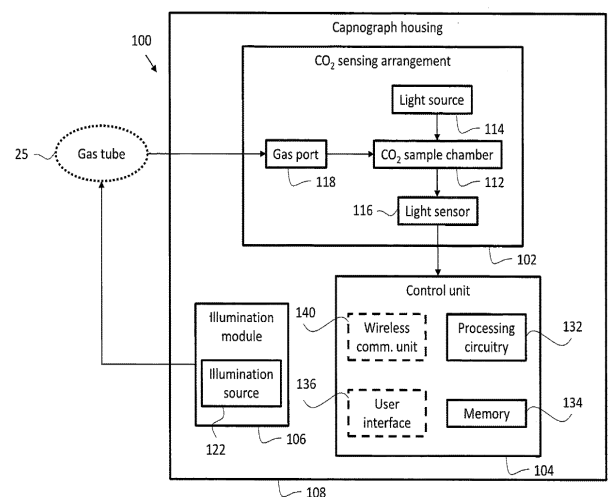 Capnograph housing
100
CO₂ sensing arrangement
Light source
114
25
Gas tube
Gas port
118
CO₂ sample chamber
112
116
Light sensor
102
Control unit
140
Illumination
module
Wireless
comm. unit
Processing
circuitry
132
Illumination
source
136
122
User
interface
Memory
134
106
104
108